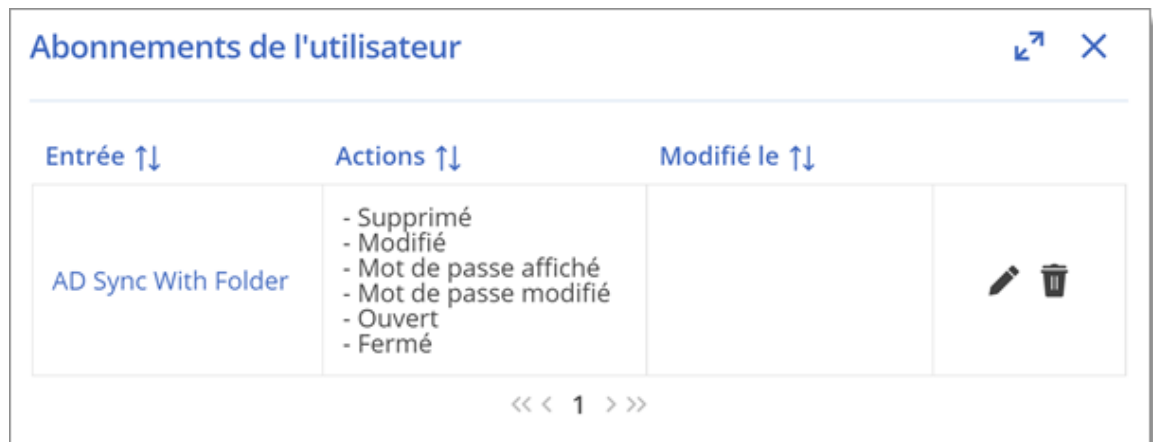 Abonnements de l'utilisateur
Entrée ↑↓ Actions ↑↓ Modifié le ↑↓
AD Sync With Folder
- Supprimé
- Modifié
- Mot de passe affiché
- Mot de passe modifié
- Ouvert
- Fermé
<< < 1 > >>